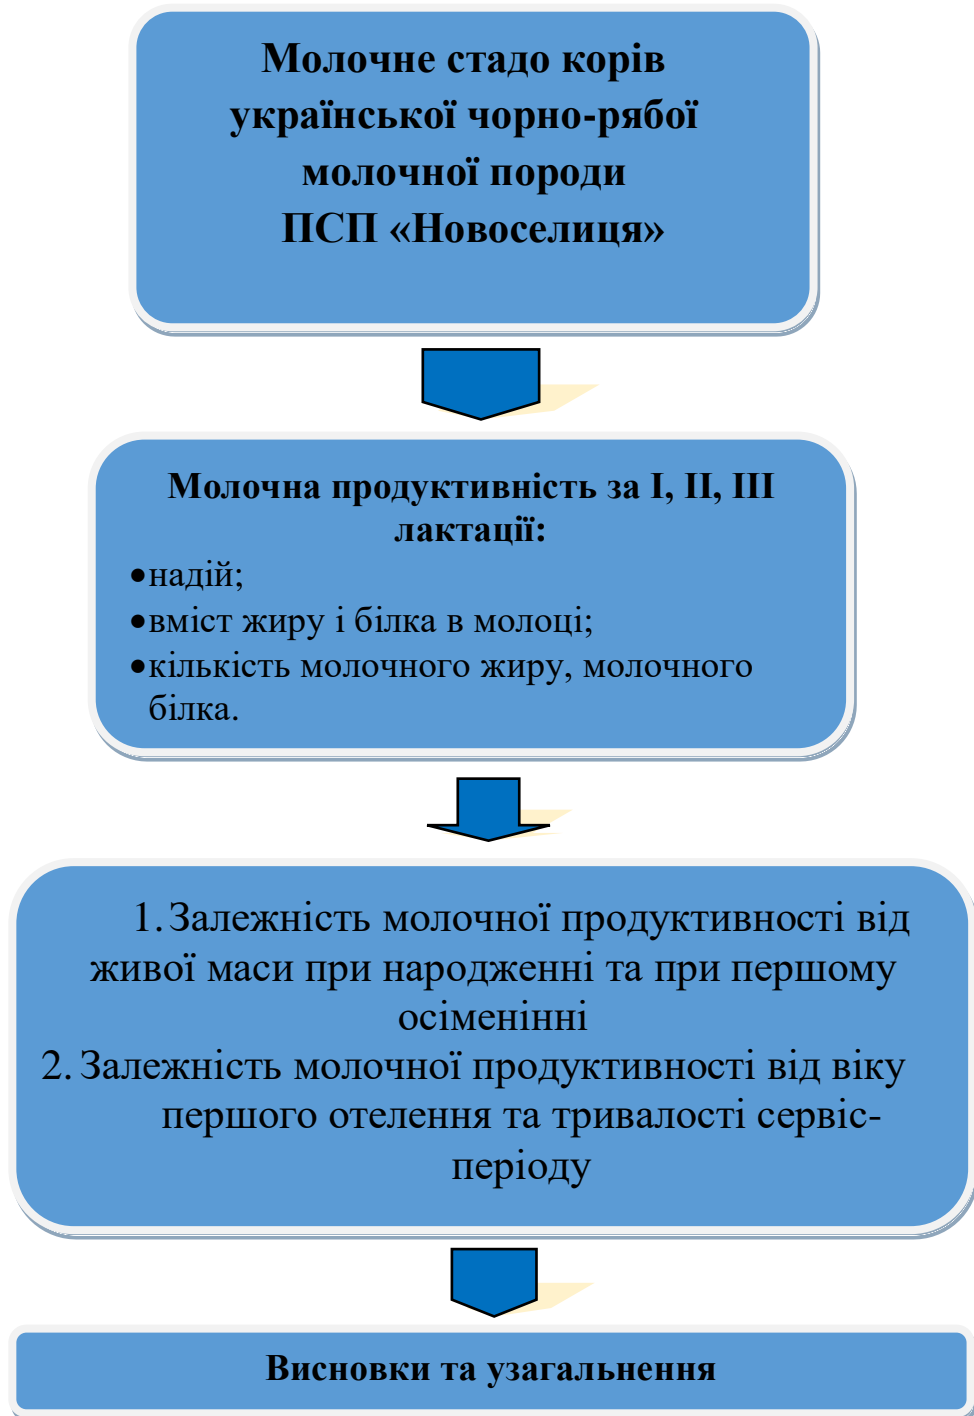 Молочне стадо корів
української чорно-рябої
молочної породи
ПСП «Новоселиця»
Молочна продуктивність за І, ІІ, ІІІ
лактації:
•надій;
•вміст жиру і білка в молоці;
•кількість молочного жиру, молочного
білка.
1. Залежність молочної продуктивності від
живої маси при народженні та при першому
осіменінні
2. Залежність молочної продуктивності від віку
першого отелення та тривалості сервіс-
періоду
Висновки та узагальнення